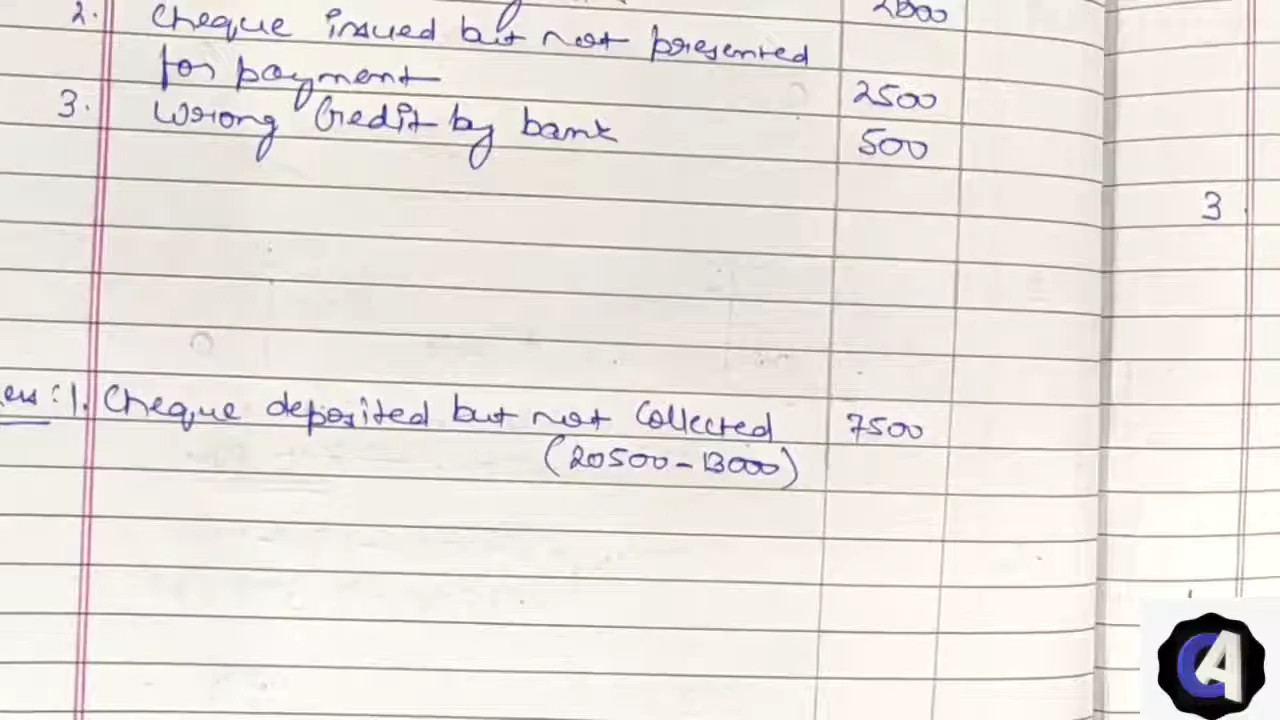 2. Cheque issued but not presented
for payment 2500
3. Wrong Credit by bank 500
3
1. Cheque deposited but not Collected 7500
(20500-13000)
CA